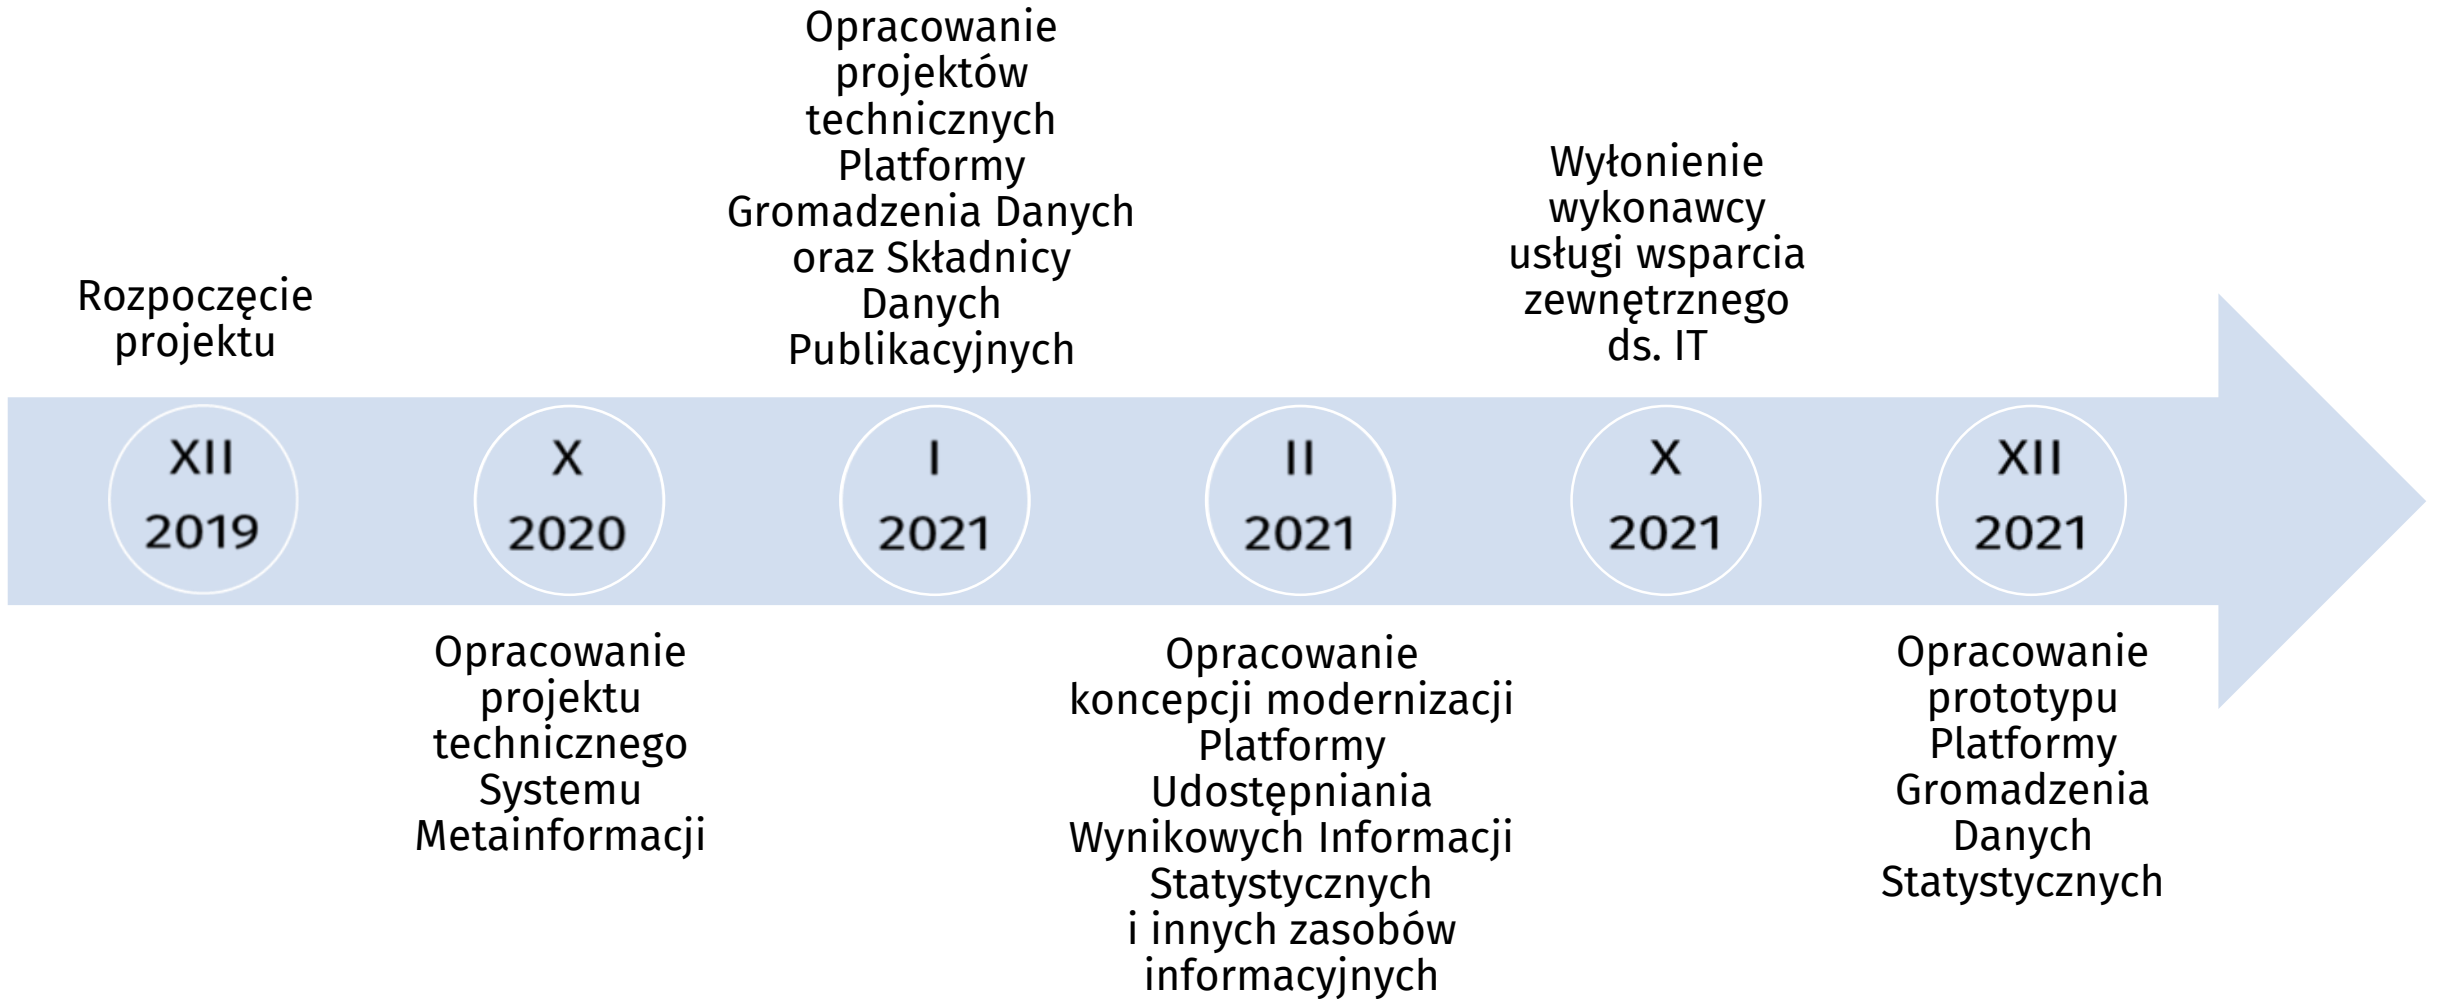 Rozpoczęcie
projektu
XII
2019
X
2020
Opracowanie
projektu
technicznego
Systemu
Metainformacji
Opracowanie
projektów
technicznych
Platformy
Gromadzenia Danych
oraz Składnicy
Danych
Publikacyjnych
I
2021
II
2021
Opracowanie
koncepcji modernizacji
Platformy
Udostępniania
Wynikowych Informacji
Statystycznych
i innych zasobów
informacyjnych
Wyłonienie
wykonawcy
usługi wsparcia
zewnętrznego
ds. IT
X
2021
XII
2021
Opracowanie
prototypu
Platformy
Gromadzenia
Danych
Statystycznych